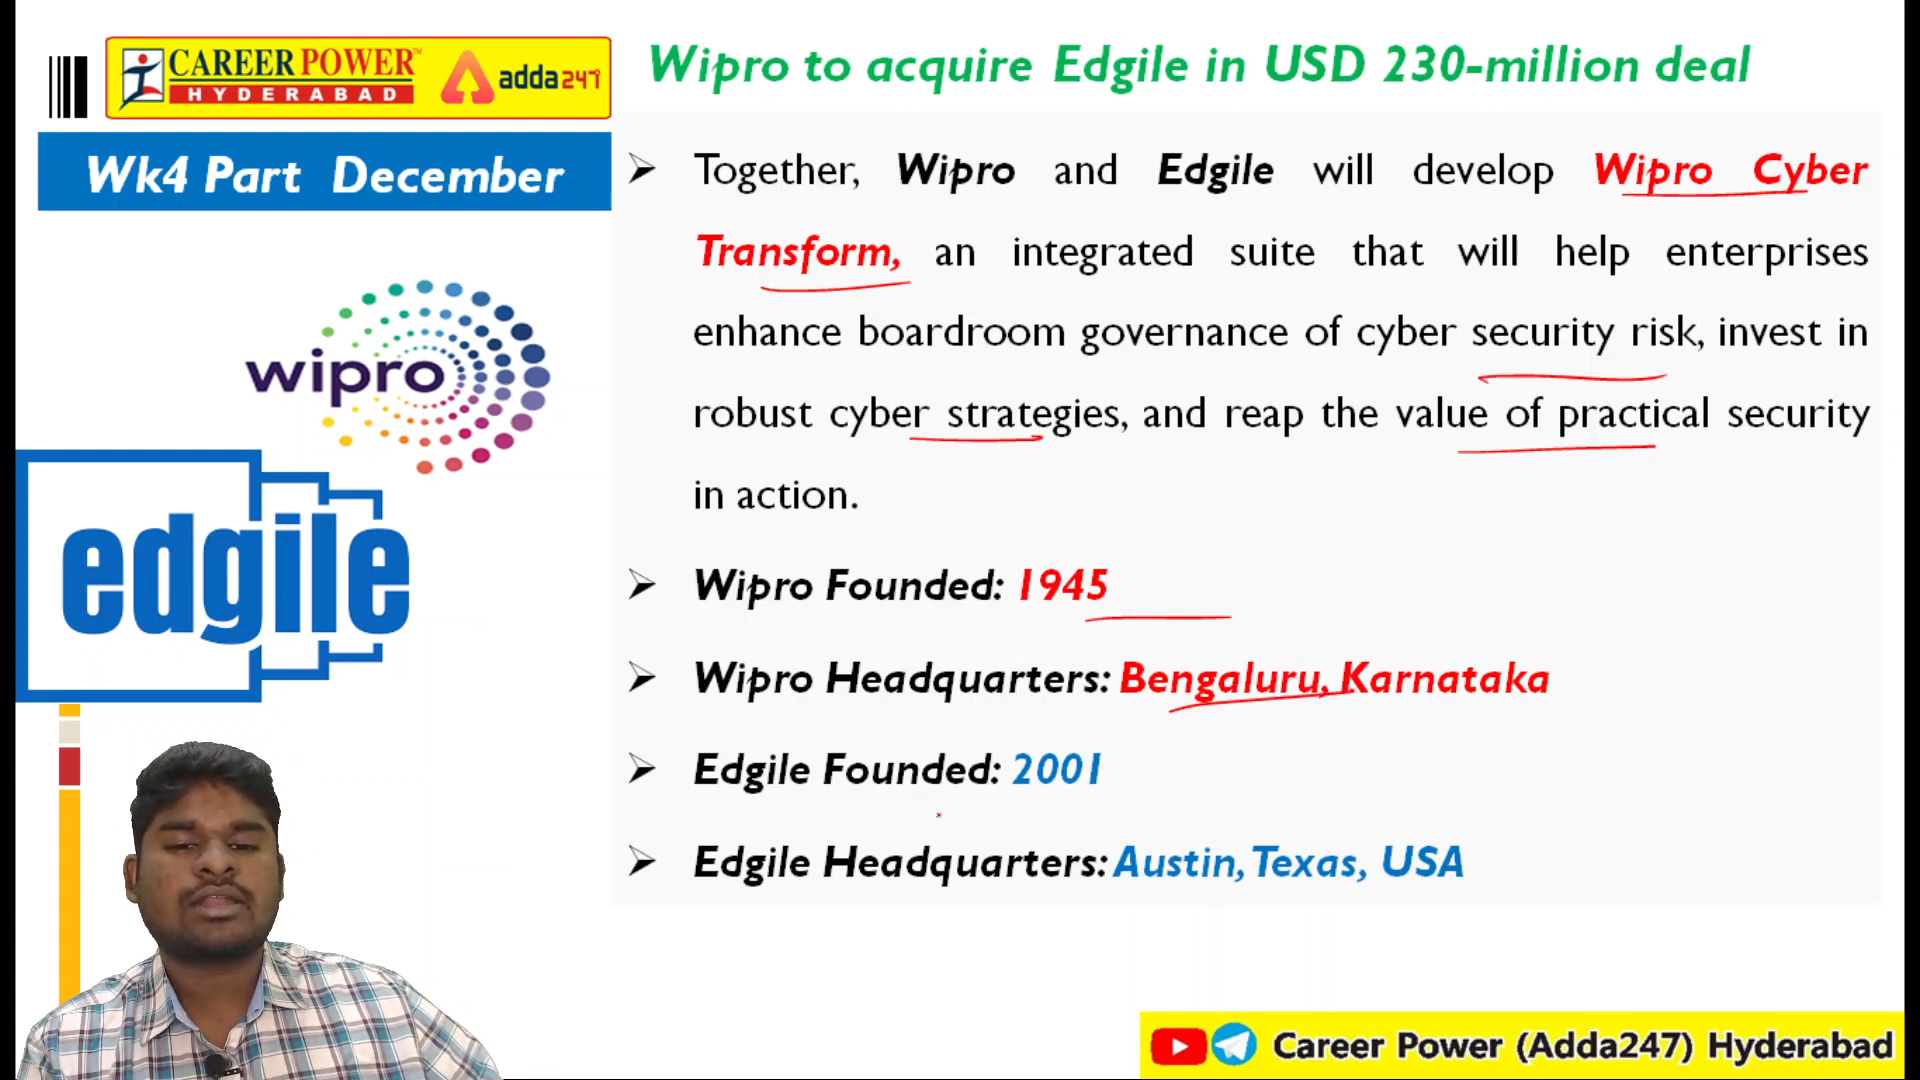 CAREER POWER
HYDERABAD
adda247
Wipro to acquire Edgile in USD 230-million deal
Wk4 Part December
Together, Wipro and Edgile will develop Wipro Cyber
Transform, an integrated suite that will help enterprises
enhance boardroom governance of cyber security risk, invest in
robust cyber strategies, and reap the value of practical security
in action.
wipro
edgile
Wipro Founded: 1945
Wipro Headquarters: Bengaluru, Karnataka
Edgile Founded: 2001
Edgile Headquarters: Austin, Texas, USA
Career Power (Adda247) Hyderabad